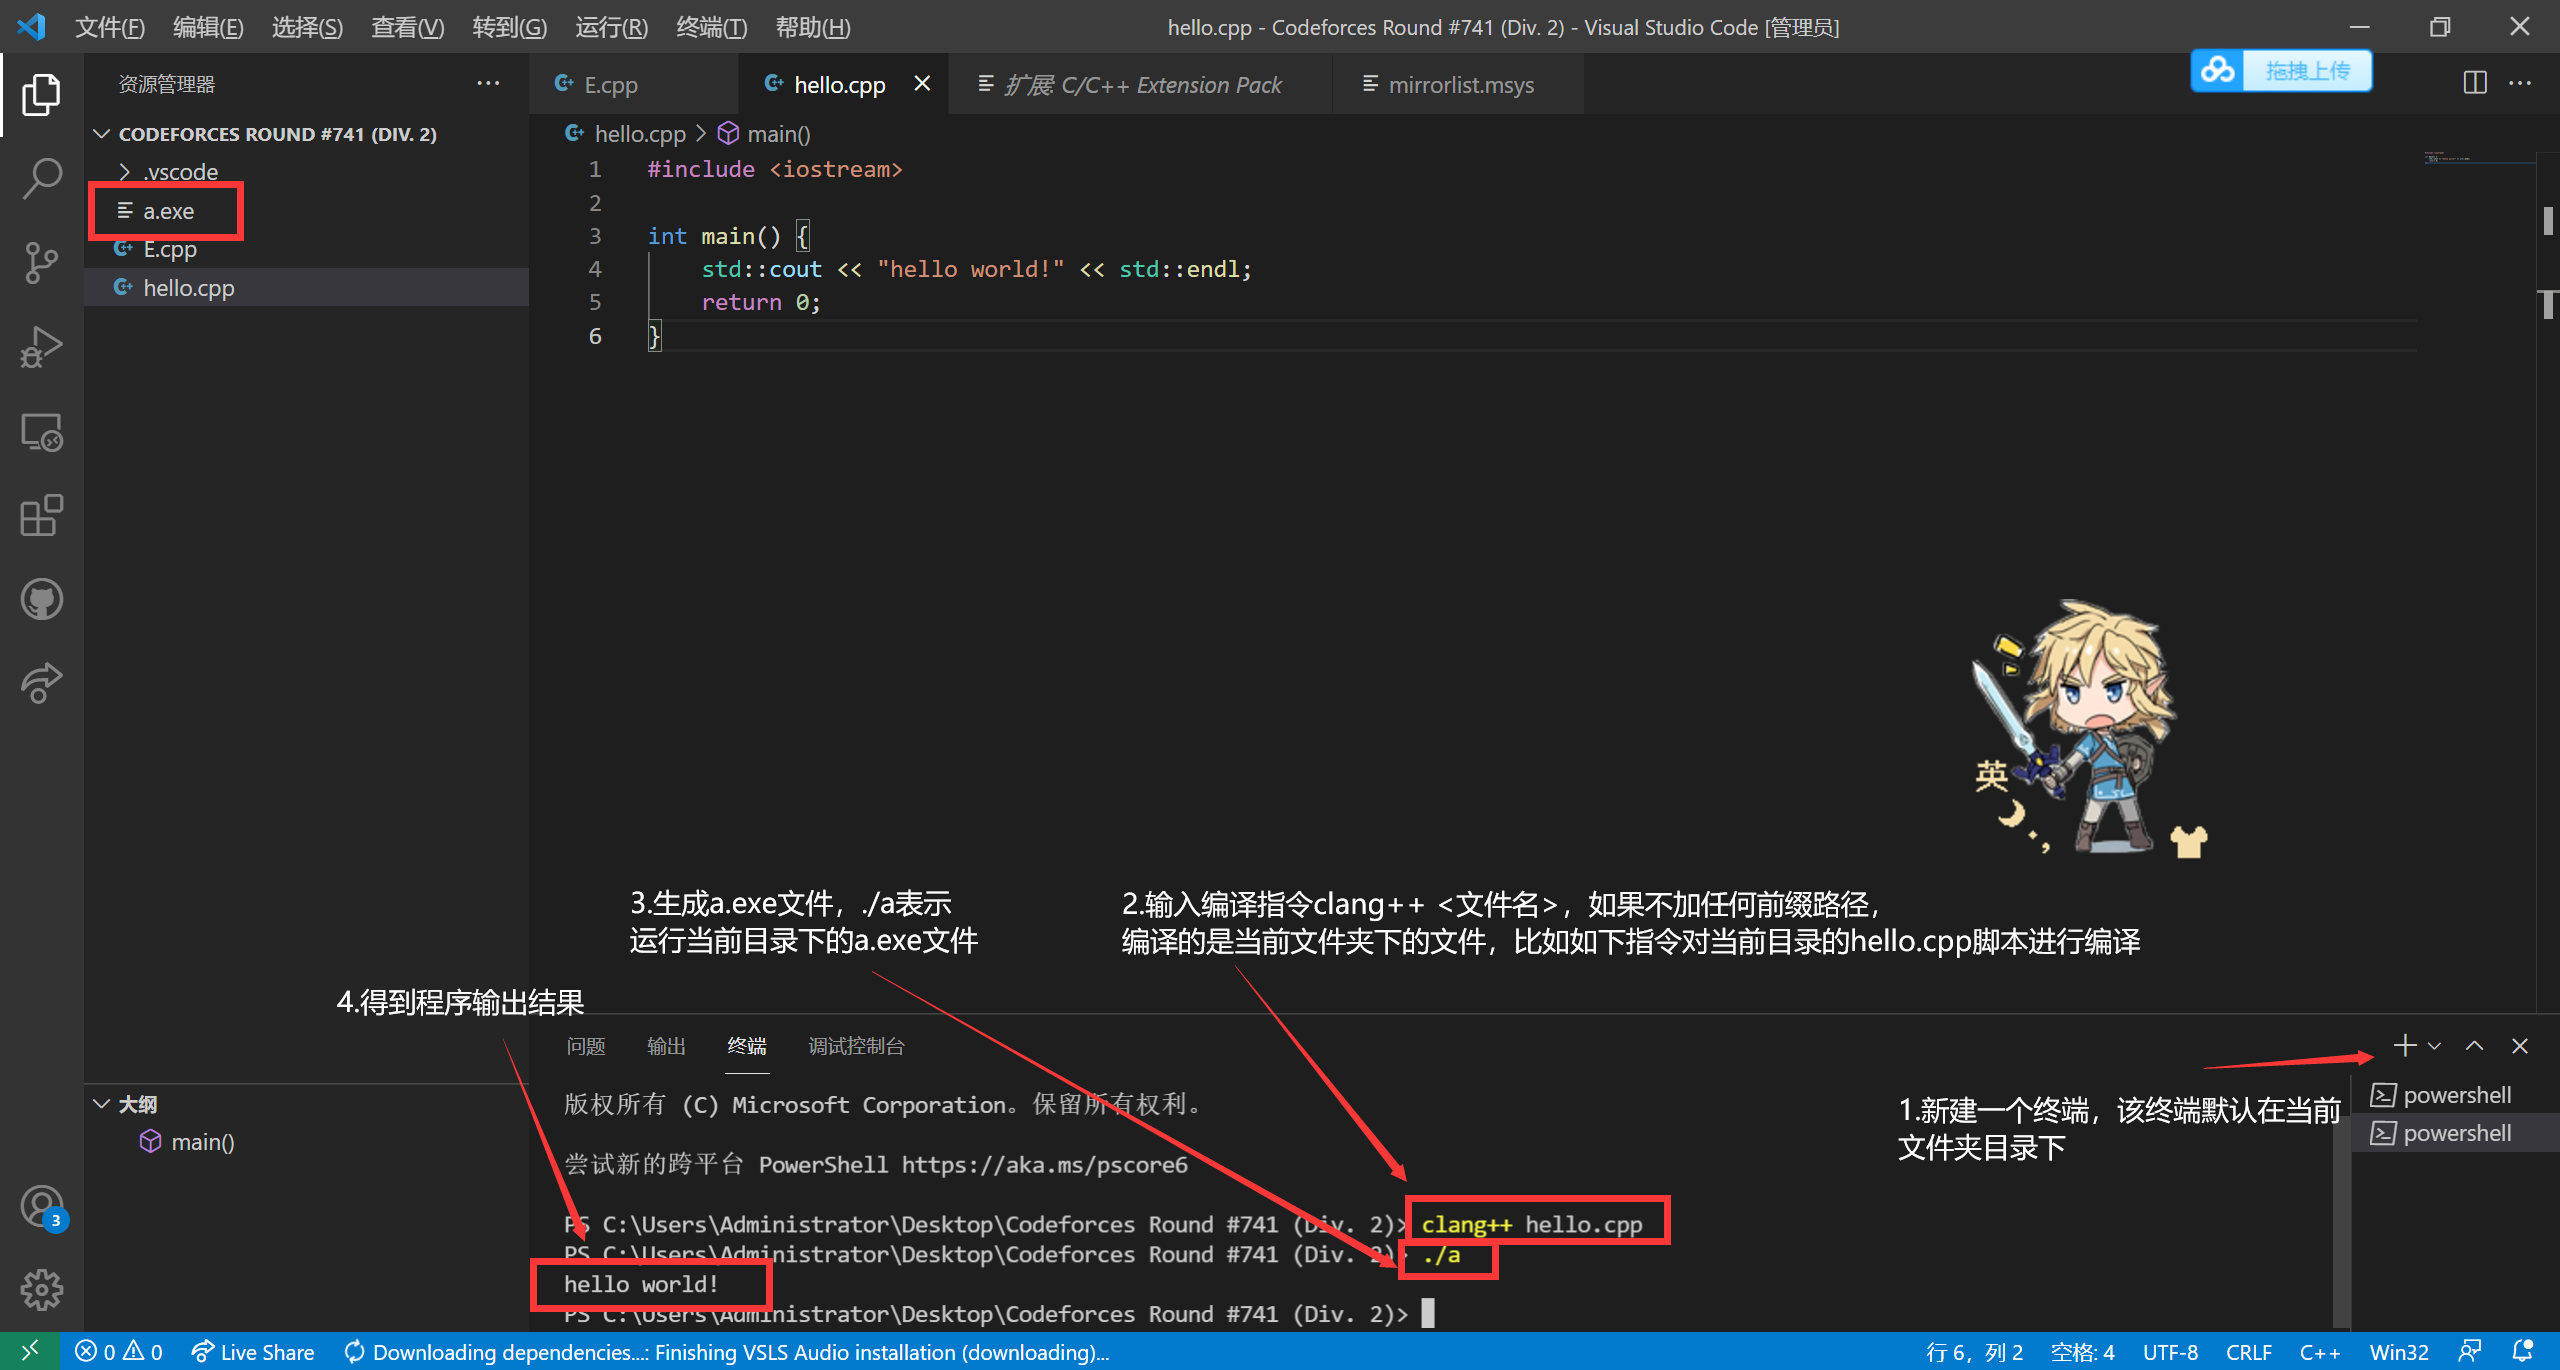 文件(F) 编辑(E) 选择(S) 查看(V) 转到(G) 运行(R) 终端(T) 帮助(H)
hello.cpp - Codeforces Round #741 (Div. 2) - Visual Studio Code [管理员]
拖拽上传
资源管理器
E.cpp
hello.cpp
扩展: C/C++ Extension Pack
mirrorlist.msys
CODEFORCES ROUND #741 (DIV. 2)
.vscode
a.exe
E.cpp
hello.cpp
hello.cpp > main()
1 #include <iostream>
2
3 int main() {
4 std::cout << "hello world!" << std::endl;
5 return 0;
6 }
英
3.生成a.exe文件，./a表示
运行当前目录下的a.exe文件
2.输入编译指令clang++ <文件名>，如果不加任何前缀路径，
编译的是当前文件夹下的文件，比如如下指令对当前目录的hello.cpp脚本进行编译
4.得到程序输出结果
问题 输出 终端 调试控制台
版权所有 (C) Microsoft Corporation。保留所有权利。
尝试新的跨平台 PowerShell https://aka.ms/pscore6
PS C:\Users\Administrator\Desktop\Codeforces Round #741 (Div. 2)> clang++ hello.cpp
PS C:\Users\Administrator\Desktop\Codeforces Round #741 (Div. 2)> ./a
hello world!
PS C:\Users\Administrator\Desktop\Codeforces Round #741 (Div. 2)>
1.新建一个终端，该终端默认在当前
文件夹目录下
powershell
powershell
大纲
main()
3
0 0 Live Share Downloading dependencies...: Finishing VSLS Audio installation (downloading)...
行 6，列 2 空格: 4 UTF-8 CRLF C++ Win32